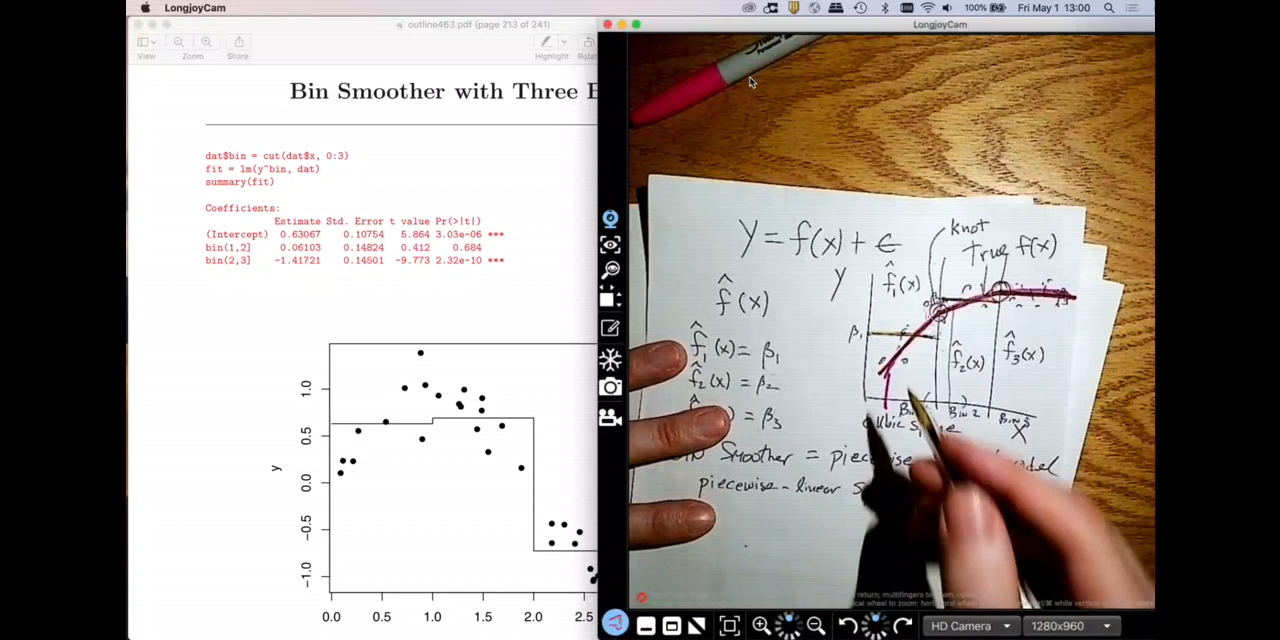 LongjoyCam
100%
Fri May 1 13:00
outline463.pdf (page 213 of 241)
View
Zoom
Share
Highlight
Rotat
Bin Smoother with Three B
dat$bin = cut(dat$x, 0:3)
fit = lm(y~bin, dat)
summary(fit)
Coefficients:
Estimate Std. Error t value Pr(>|t|)
(Intercept) 0.63067 0.10754 5.864 3.03e-06 ***
bin(1,2] 0.06103 0.14824 0.412 0.684
bin(2,3] -1.41721 0.14501 -9.773 2.32e-10 ***
1.0
0.5
0.0
−0.5
−1.0
y
0.0 0.5 1.0 1.5 2.0 2.5
LongjoyCam
Y = f(x) + ϵ
knot
true f(x)
Y
f̂₁(x)
f̂(x)
β₁
f̂₁(x) = β₁
f̂₂(x) = β₂
) = β₃
f̂₂(x)
f̂₃(x)
Bin 2
Bin 3
X
Smoother =
piecewise-linear
HD Camera
1280x960